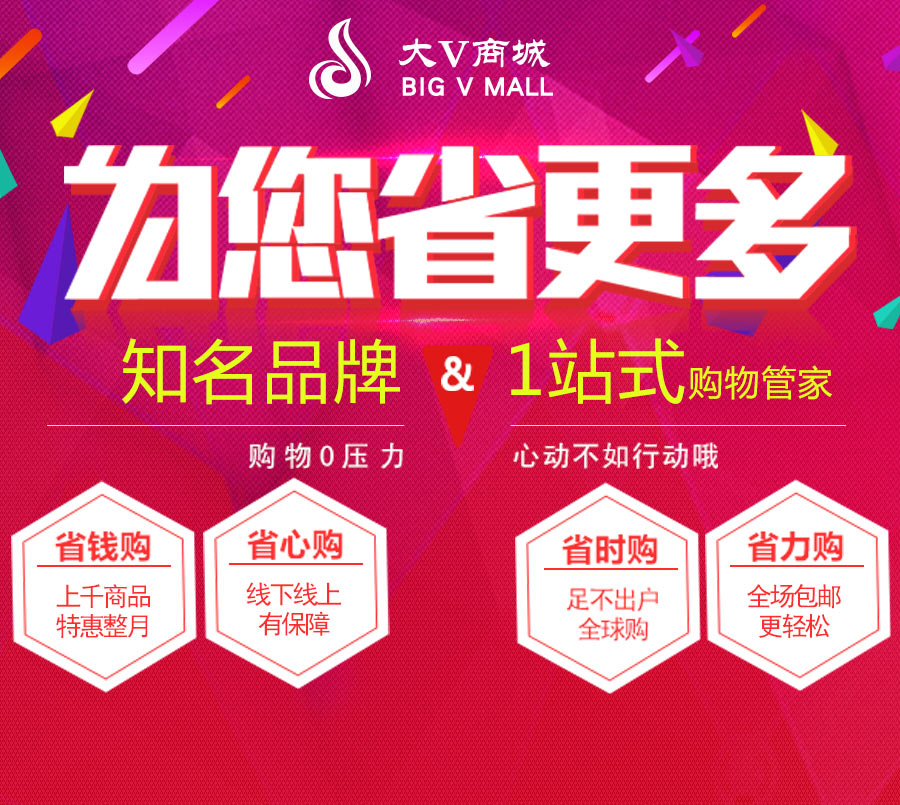 大V商城
BIG V MALL
为您省更多
知名品牌 & 1站式购物管家
购物0压力
心动不如行动哦
省钱购
上千商品
特惠整月
省心购
线下线上
有保障
省时购
足不出户
全球购
省力购
全场包邮
更轻松